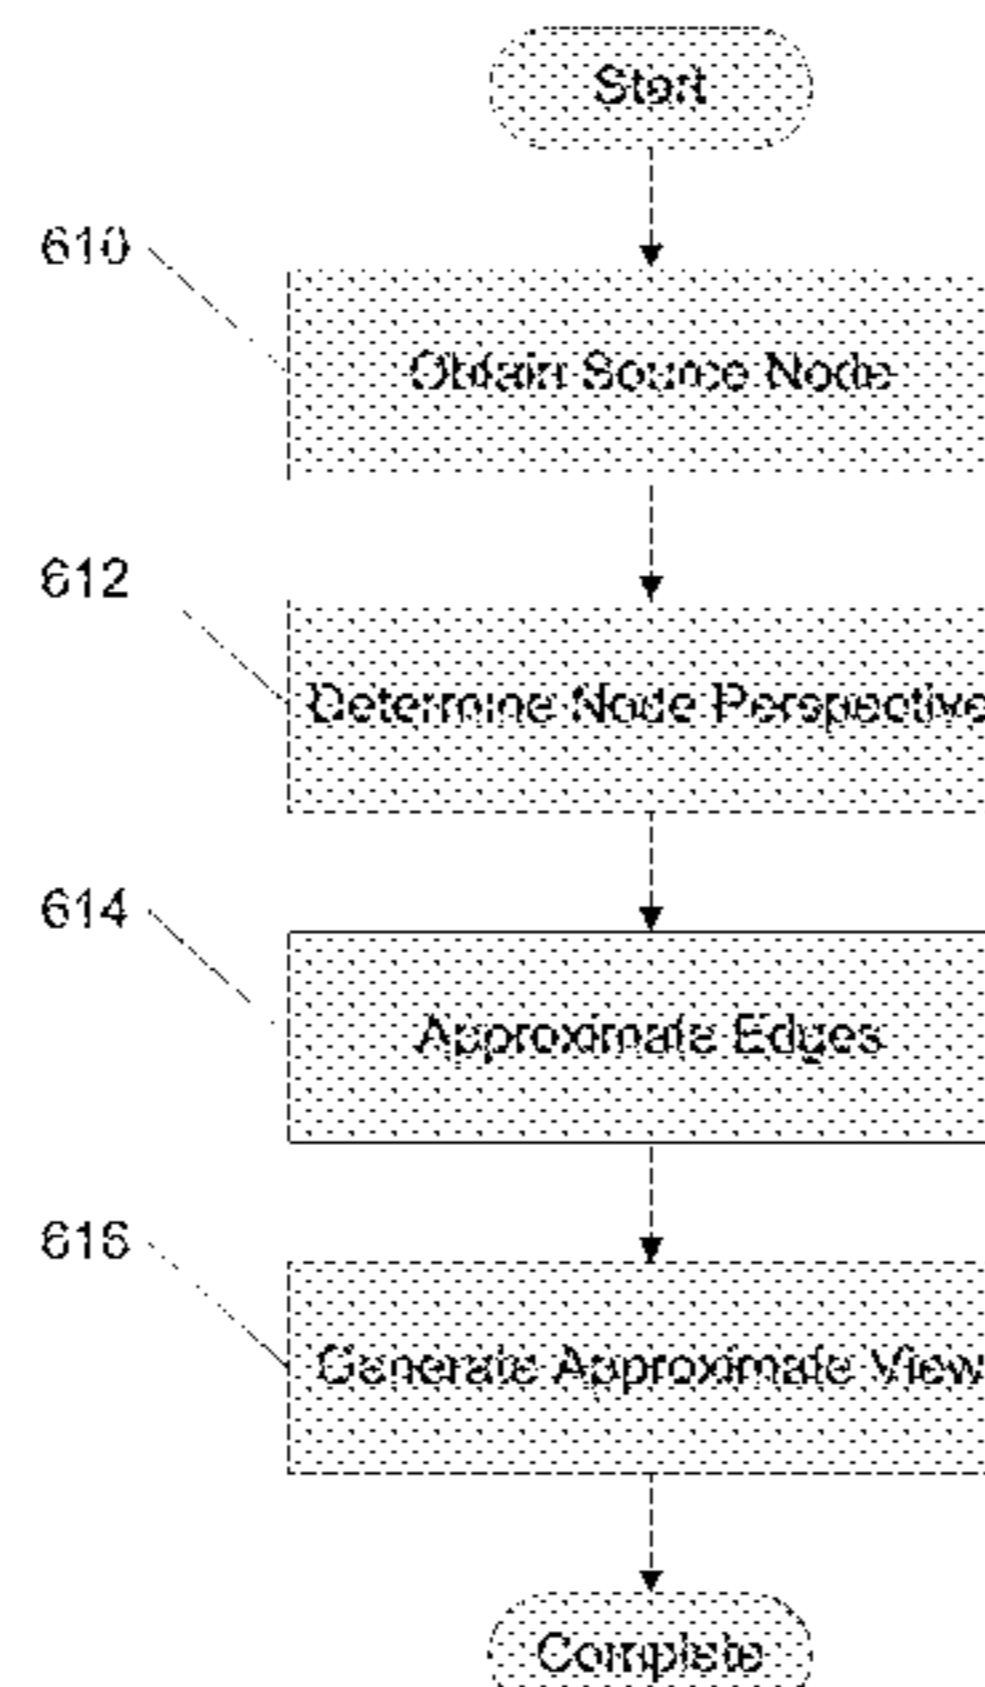 Start
610
Obtain Source Node
612
Determine Node Perspective
614
Approximate Edges
616
Generate Approximate View
Complete